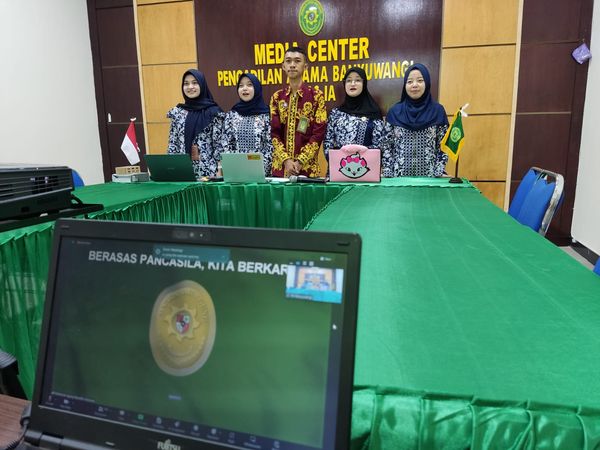 MEDIA CENTER
PENGADILAN AGAMA BANYUWANGI
BERASAS PANCASILA, KITA BERKAR
FUJITSU